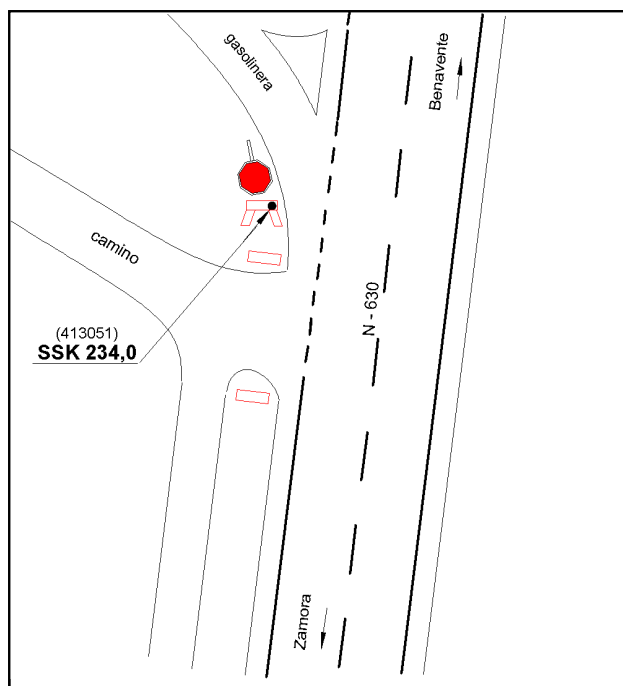 gasolinera
Benavente
camino
N - 630
(413051)
SSK 234,0
Zamora